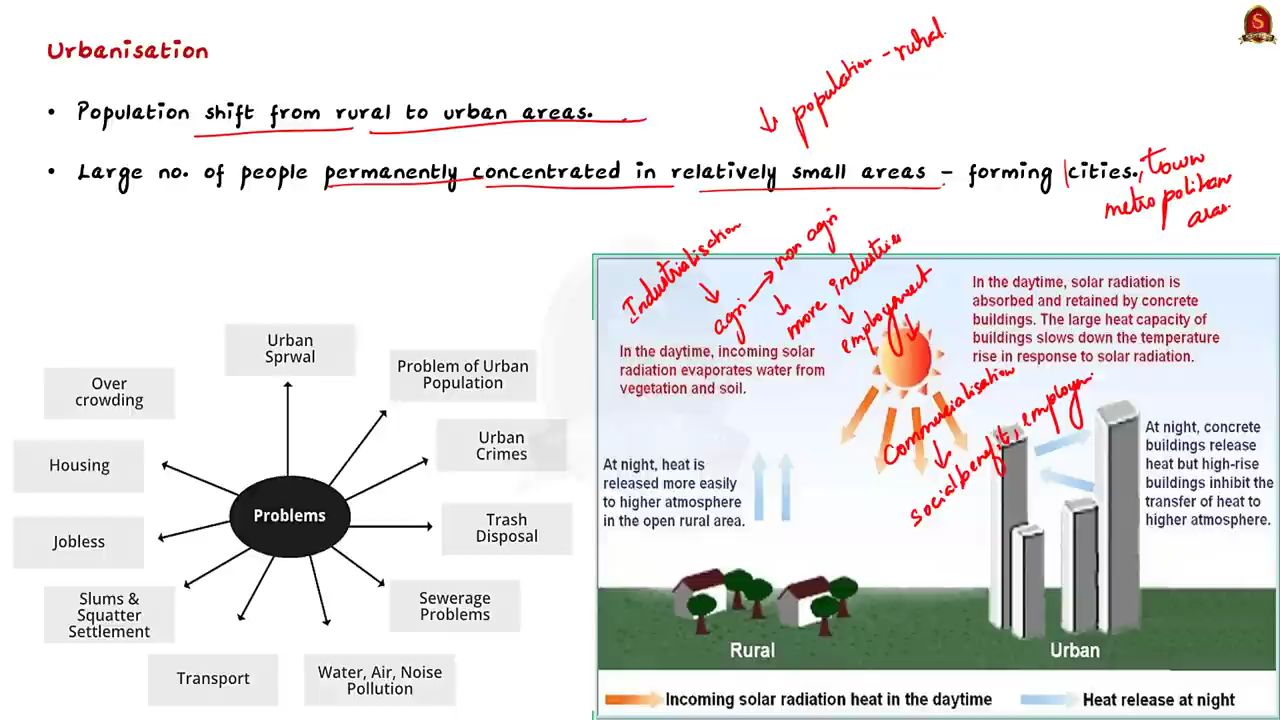 Urbanisation
• Population shift from rural to urban areas.
↓ population - rural.
• Large no. of people permanently concentrated in relatively small areas - forming cities., town
metropolitan
areas.
Urban
Sprwal
Over
crowding
Problem of Urban
Population
Housing
Urban
Crimes
Problems
Jobless
Trash
Disposal
Slums &
Squatter
Settlement
Sewerage
Problems
Transport
Water, Air, Noise
Pollution
Industrialisation
↓
agri → non agri
↓
more industries
↓
employment
↓
Commercialisation
↓
social benefit, employm
In the daytime, incoming solar
radiation evaporates water from
vegetation and soil.
In the daytime, solar radiation is
absorbed and retained by concrete
buildings. The large heat capacity of
buildings slows down the temperature
rise in response to solar radiation.
At night, heat is
released more easily
to higher atmosphere
in the open rural area.
At night, concrete
buildings release
heat but high-rise
buildings inhibit the
transfer of heat to
higher atmosphere.
Rural
Urban
Incoming solar radiation heat in the daytime
Heat release at night